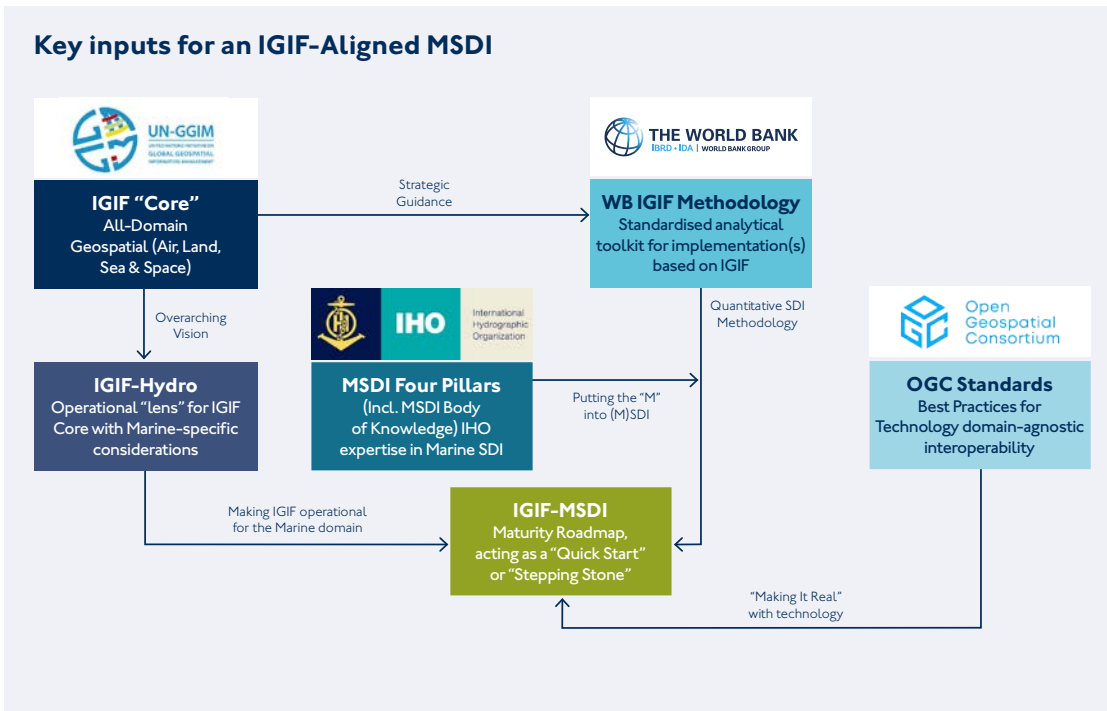 Key inputs for an IGIF-Aligned MSDI
UN-GGIM
UNITED NATIONS INITIATIVE ON
GLOBAL GEOSPATIAL
INFORMATION MANAGEMENT
IGIF “Core”
All-Domain
Geospatial (Air, Land,
Sea & Space)
Strategic
Guidance
THE WORLD BANK
IBRD • IDA | WORLD BANK GROUP
WB IGIF Methodology
Standardised analytical
toolkit for implementation(s)
based on IGIF
Overarching
Vision
IHO
International
Hydrographic
Organization
Quantitative SDI
Methodology
Open
Geospatial
Consortium
IGIF-Hydro
Operational “lens” for IGIF
Core with Marine-specific
considerations
MSDI Four Pillars
(Incl. MSDI Body
of Knowledge) IHO
expertise in Marine SDI
Putting the “M”
into (M)SDI
OGC Standards
Best Practices for
Technology domain-agnostic
interoperability
Making IGIF operational
for the Marine domain
IGIF-MSDI
Maturity Roadmap,
acting as a “Quick Start”
or “Stepping Stone”
“Making It Real”
with technology